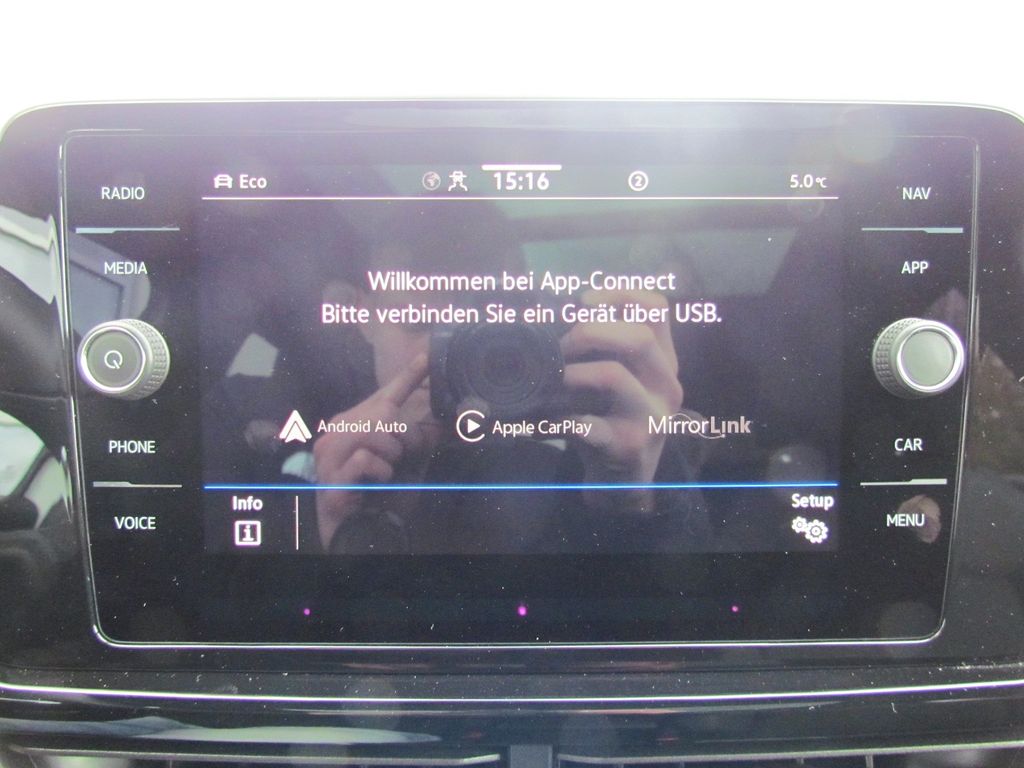 Eco 15:16 2 5.0°C
RADIO
MEDIA
PHONE
VOICE
Willkommen bei App-Connect
Bitte verbinden Sie ein Gerät über USB.
Android Auto Apple CarPlay MirrorLink
Info
i
Setup
NAV
APP
CAR
MENU